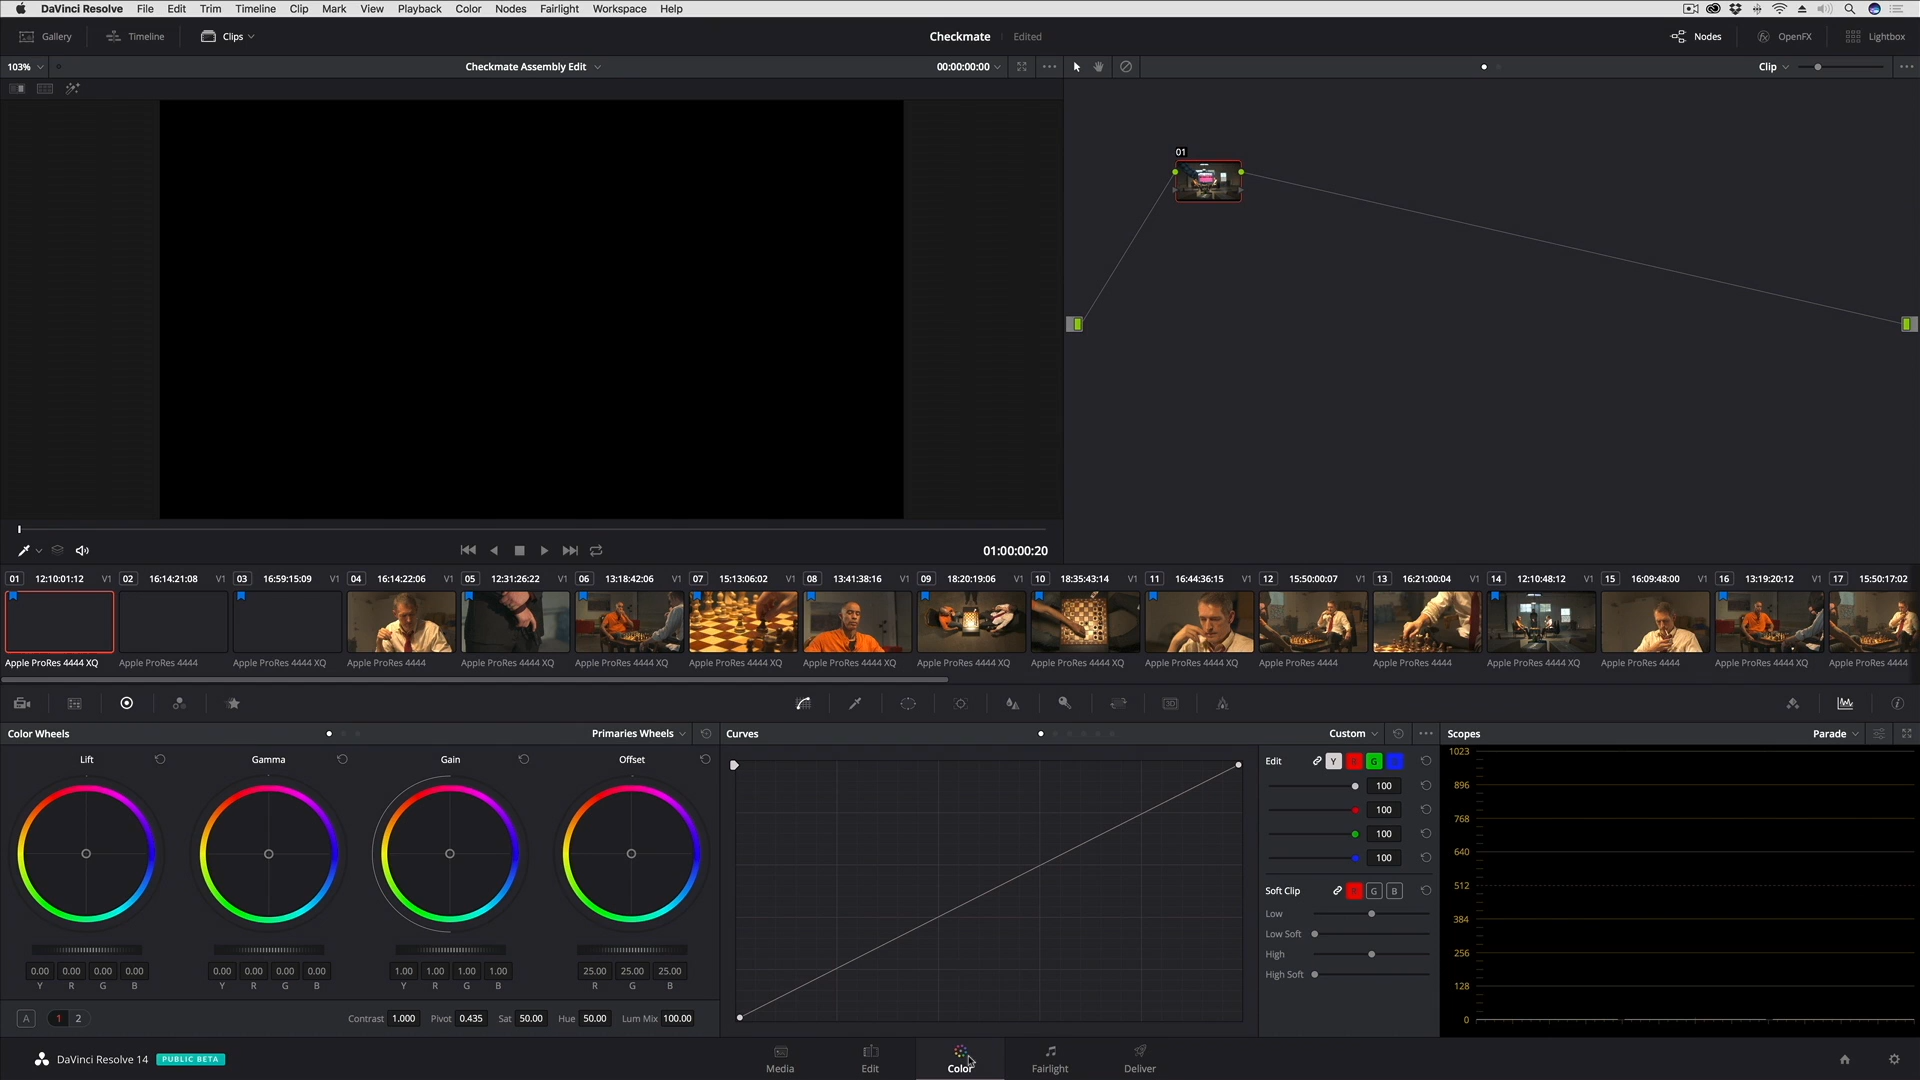 DaVinci Resolve File Edit Trim Timeline Clip Mark View Playback Color Nodes Fairlight Workspace Help
Gallery Timeline Clips Checkmate Edited Nodes OpenFX Lightbox
103% Checkmate Assembly Edit 00:00:00:00 Clip
01
01:00:00:20
01 12:10:01:12 V1 02 16:14:21:08 V1 03 16:59:15:09 V1 04 16:14:22:06 V1 05 12:31:26:22 V1 06 13:18:42:06 V1 07 15:13:06:02 V1 08 13:41:38:16 V1 09 18:20:19:06 V1 10 18:35:43:14 V1 11 16:44:36:15 V1 12 15:50:00:07 V1 13 16:21:00:04 V1 14 12:10:48:12 V1 15 16:09:48:00 V1 16 13:19:20:12 V1 17 15:50:17:02
Apple ProRes 4444 XQ Apple ProRes 4444 Apple ProRes 4444 XQ Apple ProRes 4444 Apple ProRes 4444 XQ Apple ProRes 4444 XQ Apple ProRes 4444 XQ Apple ProRes 4444 XQ Apple ProRes 4444 XQ Apple ProRes 4444 XQ Apple ProRes 4444 XQ Apple ProRes 4444 Apple ProRes 4444 Apple ProRes 4444 XQ Apple ProRes 4444 Apple ProRes 4444 XQ Apple ProRes 4444
3D
Color Wheels Primaries Wheels Curves Custom Scopes Parade
Lift Gamma Gain Offset
Edit Y R G
100
100
100
100
Soft Clip R G B
Low
Low Soft
High
High Soft
1023
896
768
640
512
384
256
128
0
0.00 0.00 0.00 0.00 0.00 0.00 0.00 0.00 1.00 1.00 1.00 1.00 25.00 25.00 25.00
Y R G B Y R G B Y R G B R G B
A 1 2 Contrast 1.000 Pivot 0.435 Sat 50.00 Hue 50.00 Lum Mix 100.00
DaVinci Resolve 14 PUBLIC BETA Media Edit Color Fairlight Deliver